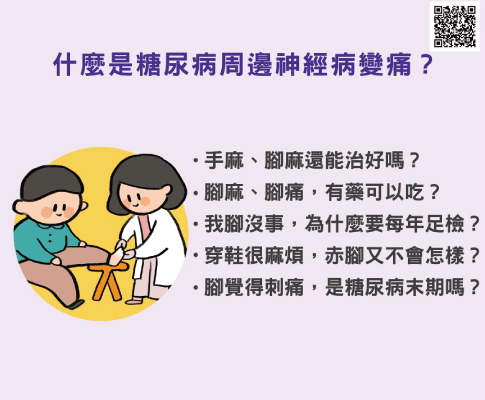 什麼是糖尿病周邊神經病變痛？
• 手麻、腳麻還能治好嗎？
• 腳麻、腳痛，有藥可以吃？
• 我腳沒事，為什麼要每年足檢？
• 穿鞋很麻煩，赤腳又不會怎樣？
• 腳覺得刺痛，是糖尿病末期嗎？